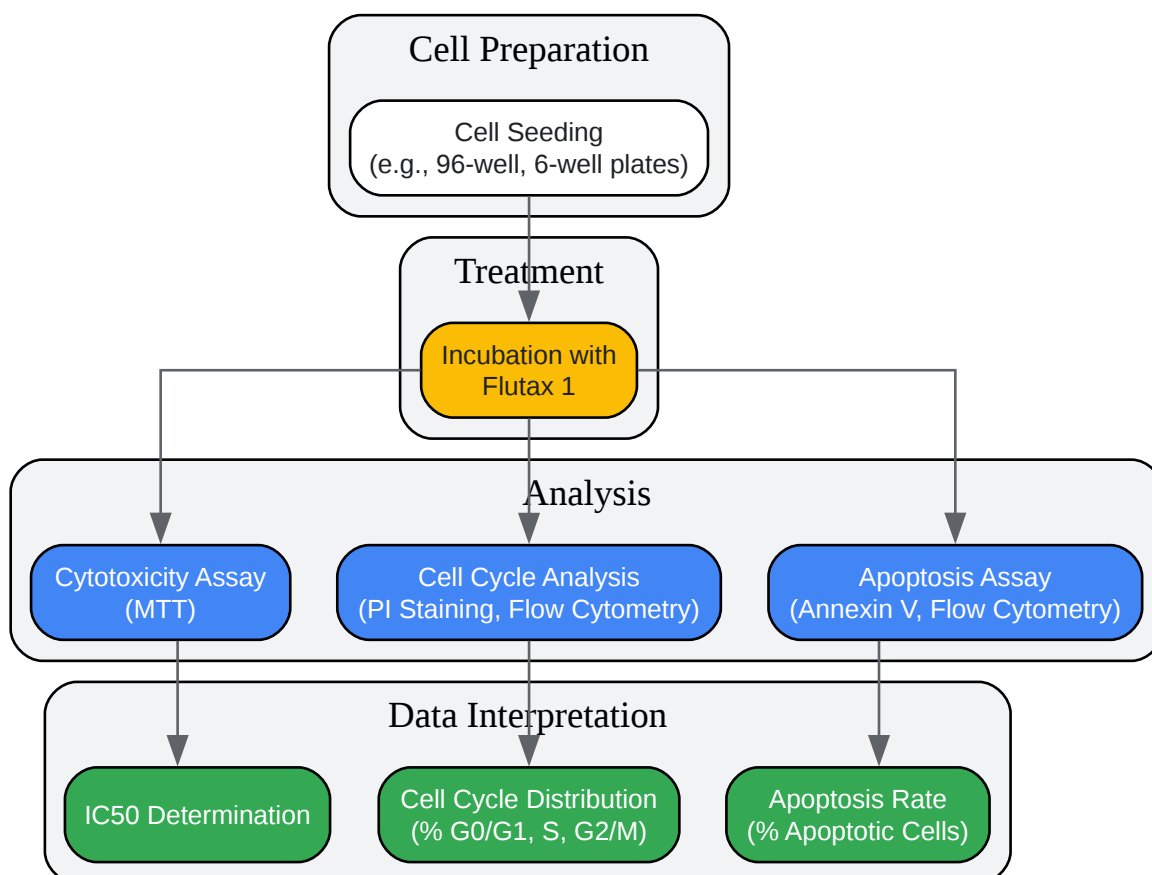 Cell Preparation
Cell Seeding
(e.g., 96-well, 6-well plates)
Treatment
Incubation with
Flutax 1
Analysis
Cytotoxicity Assay
(MTT)
Cell Cycle Analysis
(PI Staining, Flow Cytometry)
Apoptosis Assay
(Annexin V, Flow Cytometry)
Data Interpretation
IC50 Determination
Cell Cycle Distribution
(% G0/G1, S, G2/M)
Apoptosis Rate
(% Apoptotic Cells)